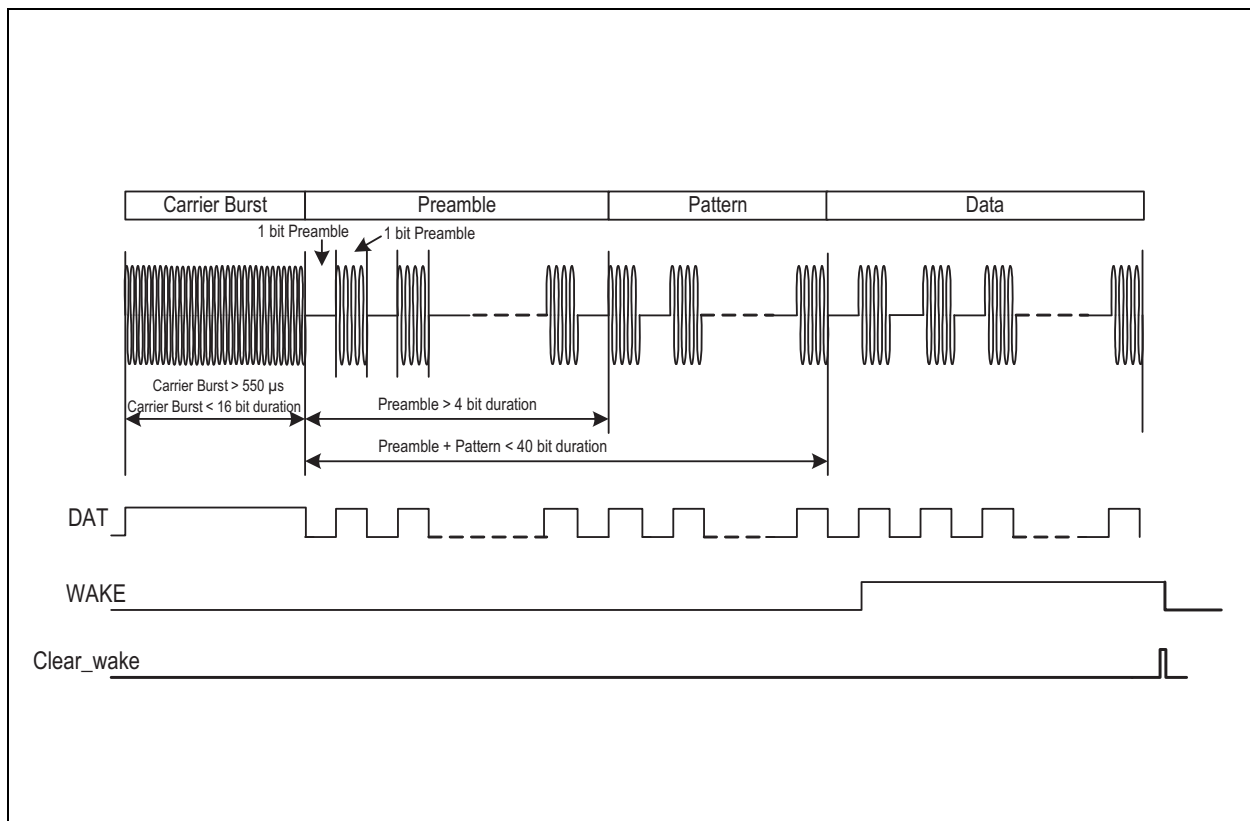 Carrier Burst Preamble Pattern Data
1 bit Preamble 1 bit Preamble
Carrier Burst > 550 µs
Carrier Burst < 16 bit duration
Preamble > 4 bit duration
Preamble + Pattern < 40 bit duration
DAT
WAKE
Clear_wake